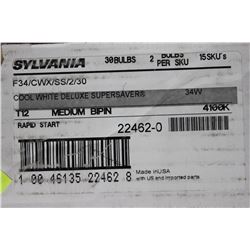 SYLVANIA 30BULBS 2 BULBS PER SKU 15SKU's
F34/CWX/SS/2/30
COOL WHITE DELUXE SUPERSAVER® 34W
T12 MEDIUM BIPIN 4100K
RAPID START 22462-0
Made in USA
with US and imported parts.
1 00 46135 22462 8